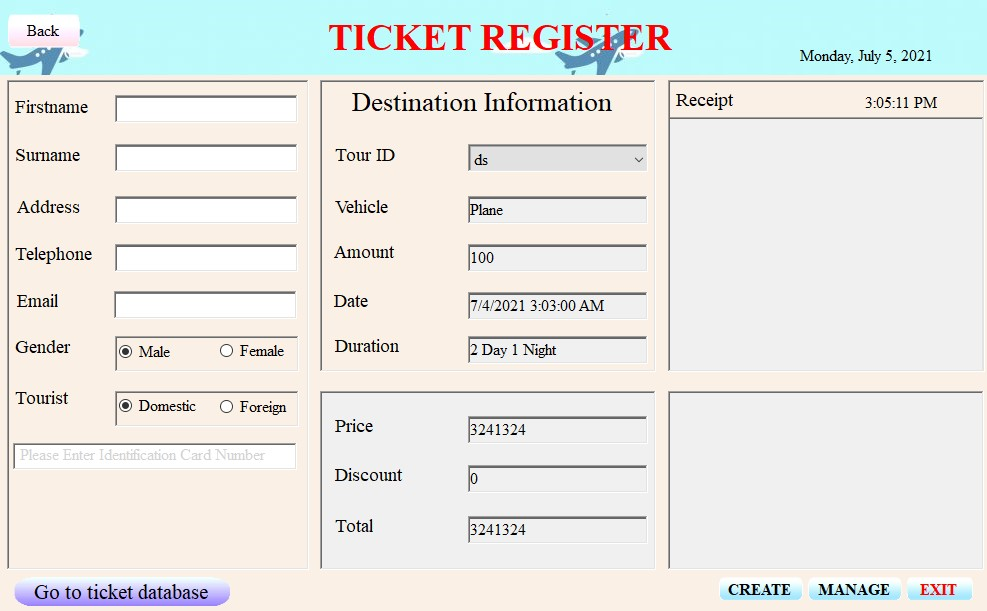 Back
TICKET REGISTER
Monday, July 5, 2021
Firstname
Surname
Address
Telephone
Email
Gender
Male
Female
Tourist
Domestic
Foreign
Please Enter Identification Card Number
Destination Information
Tour ID
ds
Vehicle
Plane
Amount
100
Date
7/4/2021 3:03:00 AM
Duration
2 Day 1 Night
Price
3241324
Discount
0
Total
3241324
Receipt
3:05:11 PM
Go to ticket database
CREATE
MANAGE
EXIT